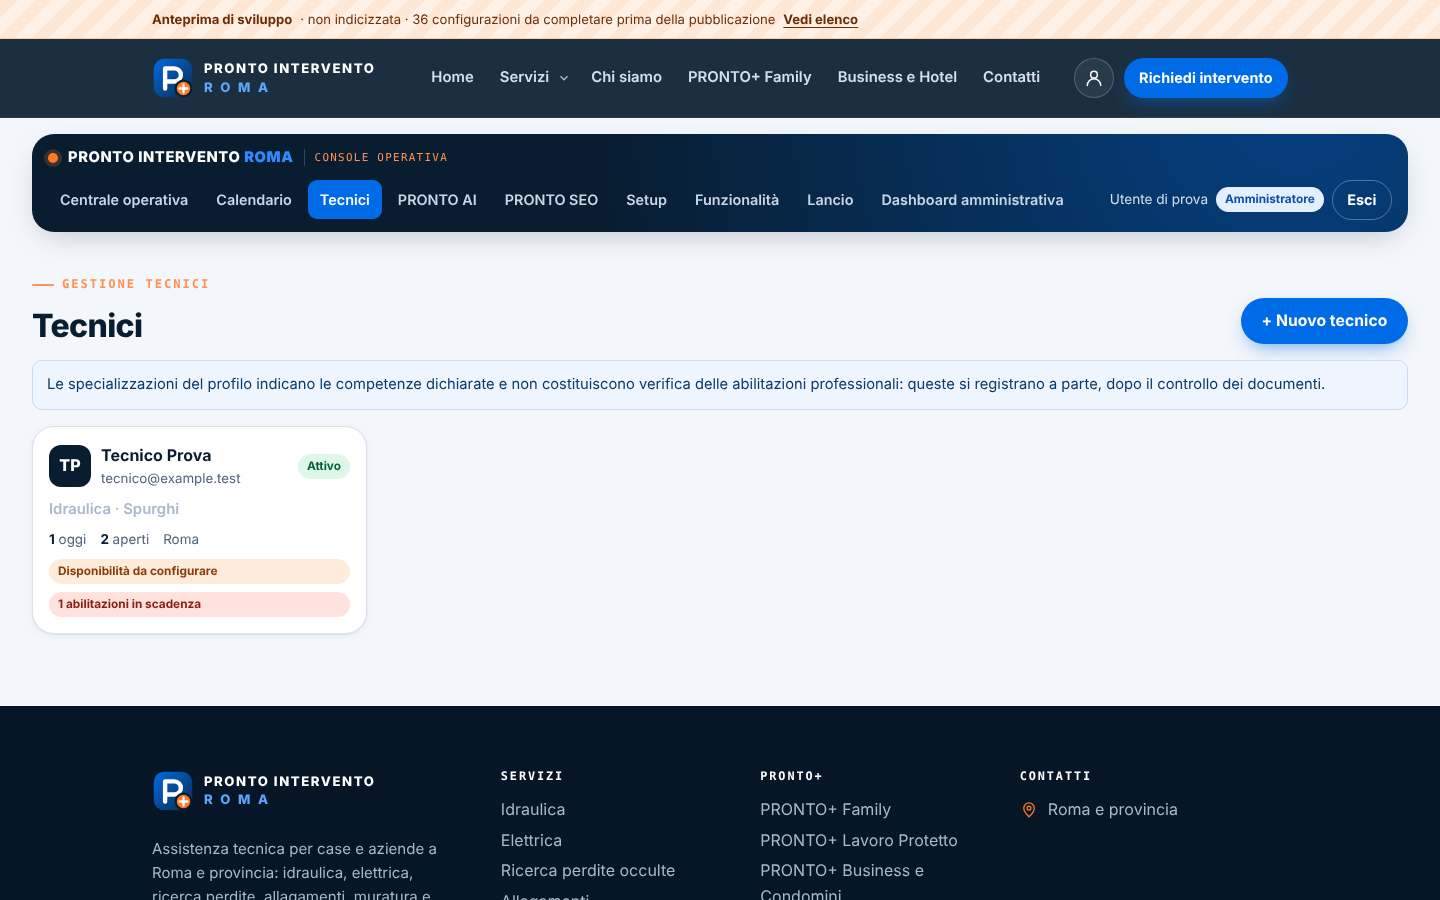 Anteprima di sviluppo · non indicizzata · 36 configurazioni da completare prima della pubblicazione Vedi elenco
PRONTO INTERVENTO
ROMA
Home Servizi Chi siamo PRONTO+ Family Business e Hotel Contatti
Richiedi intervento
PRONTO INTERVENTO ROMA CONSOLE OPERATIVA
Centrale operativa Calendario Tecnici PRONTO AI PRONTO SEO Setup Funzionalità Lancio Dashboard amministrativa Utente di prova Amministratore Esci
GESTIONE TECNICI
Tecnici
+ Nuovo tecnico
Le specializzazioni del profilo indicano le competenze dichiarate e non costituiscono verifica delle abilitazioni professionali: queste si registrano a parte, dopo il controllo dei documenti.
TP
Tecnico Prova
tecnico@example.test
Attivo
Idraulica · Spurghi
1 oggi 2 aperti Roma
Disponibilità da configurare
1 abilitazioni in scadenza
PRONTO INTERVENTO
ROMA
Assistenza tecnica per case e aziende a
Roma e provincia: idraulica, elettrica,
ricerca perdite, allagamenti, muratura e
SERVIZI
Idraulica
Elettrica
Ricerca perdite occulte
Allagamenti
PRONTO+
PRONTO+ Family
PRONTO+ Lavoro Protetto
PRONTO+ Business e
Condomini
CONTATTI
Roma e provincia